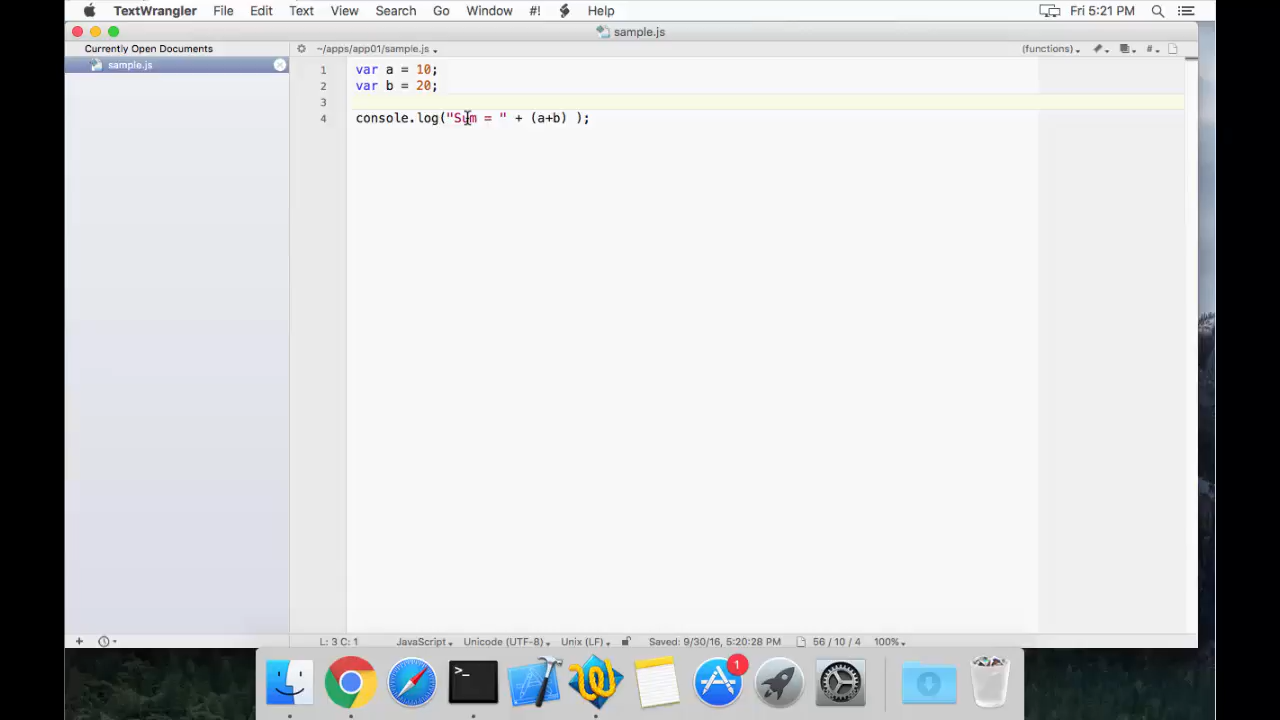 TextWrangler File Edit Text View Search Go Window #! Help Fri 5:21 PM
sample.js
Currently Open Documents ~/apps/app01/sample.js (functions) #
sample.js
1 var a = 10;
2 var b = 20;
3
4 console.log("Sum = " + (a+b) );
L: 3 C: 1 JavaScript Unicode (UTF-8) Unix (LF) Saved: 9/30/16, 5:20:28 PM 56 / 10 / 4 100%
>_
1